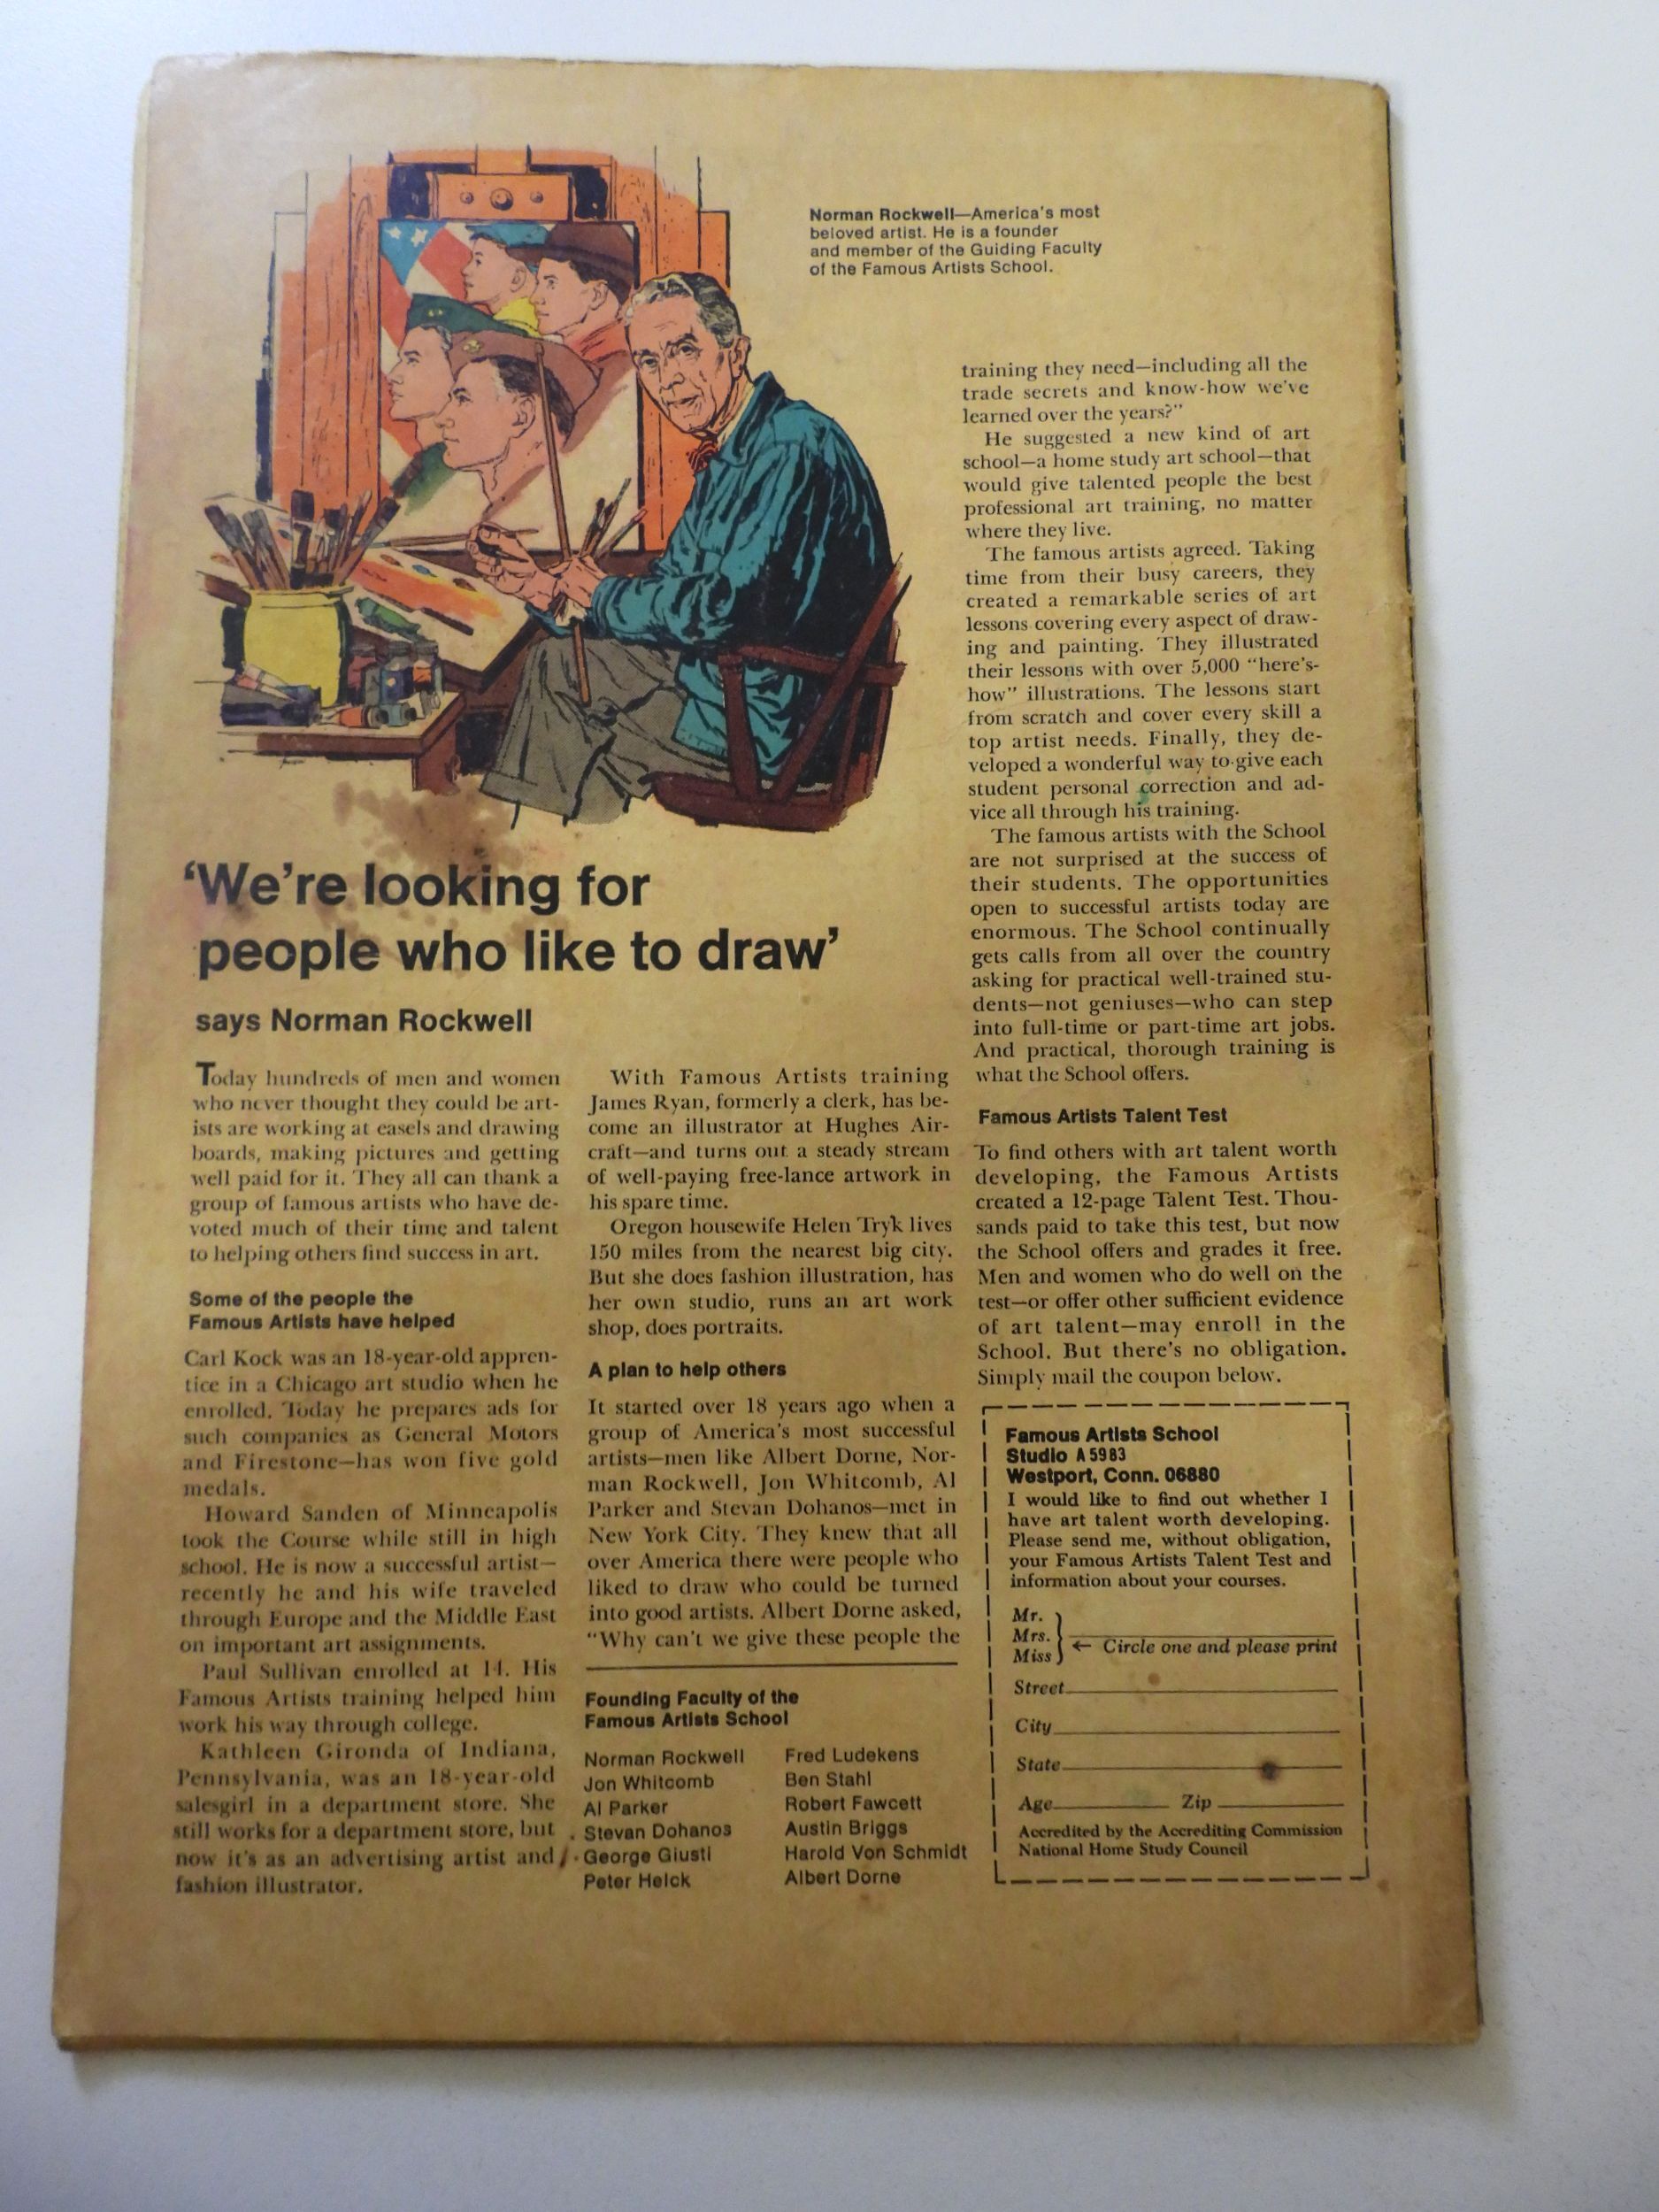 Norman Rockwell—America's most
beloved artist. He is a founder
and member of the Guiding Faculty
of the Famous Artists School.
'We're looking for
people who like to draw'
says Norman Rockwell
Today hundreds of men and women
who never thought they could be art-
ists are working at easels and drawing
boards, making pictures and getting
well paid for it. They all can thank a
group of famous artists who have de-
voted much of their time and talent
to helping others find success in art.
Some of the people the
Famous Artists have helped
Carl Kock was an 18-year-old appren-
tice in a Chicago art studio when he
enrolled. Today he prepares ads for
such companies as General Motors
and Firestone—has won five gold
medals.
Howard Sanden of Minneapolis
took the Course while still in high
school. He is now a successful artist—
recently he and his wife traveled
through Europe and the Middle East
on important art assignments.
Paul Sullivan enrolled at 14. His
Famous Artists training helped him
work his way through college.
Kathleen Gironda of Indiana,
Pennsylvania, was an 18-year-old
salesgirl in a department store. She
still works for a department store, but
now it's as an advertising artist and
fashion illustrator.
With Famous Artists training
James Ryan, formerly a clerk, has be-
come an illustrator at Hughes Air-
craft—and turns out a steady stream
of well-paying free-lance artwork in
his spare time.
Oregon housewife Helen Tryk lives
150 miles from the nearest big city.
But she does fashion illustration, has
her own studio, runs an art work
shop, does portraits.
A plan to help others
It started over 18 years ago when a
group of America's most successful
artists—men like Albert Dorne, Nor-
man Rockwell, Jon Whitcomb, Al
Parker and Stevan Dohanos—met in
New York City. They knew that all
over America there were people who
liked to draw who could be turned
into good artists. Albert Dorne asked,
"Why can't we give these people the
training they need—including all the
trade secrets and know-how we've
learned over the years?"
He suggested a new kind of art
school—a home study art school—that
would give talented people the best
professional art training, no matter
where they live.
The famous artists agreed. Taking
time from their busy careers, they
created a remarkable series of art
lessons covering every aspect of draw-
ing and painting. They illustrated
their lessons with over 5,000 "here's-
how" illustrations. The lessons start
from scratch and cover every skill a
top artist needs. Finally, they de-
veloped a wonderful way to give each
student personal correction and ad-
vice all through his training.
The famous artists with the School
are not surprised at the success of
their students. The opportunities
open to successful artists today are
enormous. The School continually
gets calls from all over the country
asking for practical well-trained stu-
dents—not geniuses—who can step
into full-time or part-time art jobs.
And practical, thorough training is
what the School offers.
Famous Artists Talent Test
To find others with art talent worth
developing, the Famous Artists
created a 12-page Talent Test. Thou-
sands paid to take this test, but now
the School offers and grades it free.
Men and women who do well on the
test—or offer other sufficient evidence
of art talent—may enroll in the
School. But there's no obligation.
Simply mail the coupon below.
Founding Faculty of the
Famous Artists School
Norman Rockwell
Jon Whitcomb
Al Parker
Stevan Dohanos
George Giusti
Peter Helck
Fred Ludekens
Ben Stahl
Robert Fawcett
Austin Briggs
Harold Von Schmidt
Albert Dorne
Famous Artists School
Studio A5983
Westport, Conn. 06880
I would like to find out whether I
have art talent worth developing.
Please send me, without obligation,
your Famous Artists Talent Test and
information about your courses.
Mr.
Mrs.
Miss
← Circle one and please print
Street
City
State
Age Zip
Accredited by the Accrediting Commission
National Home Study Council